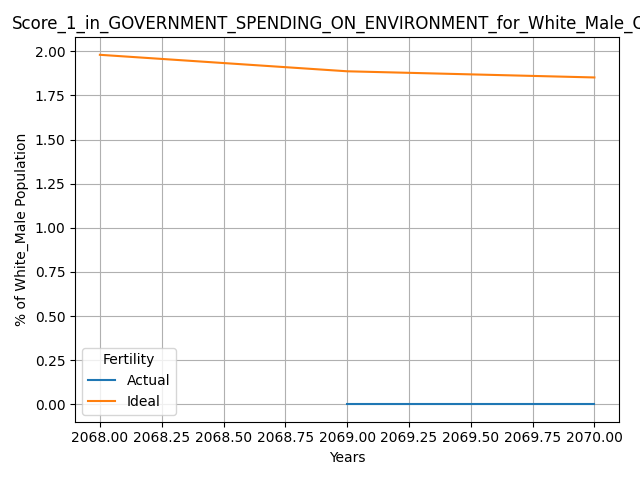 Score_1_in_GOVERNMENT_SPENDING_ON_ENVIRONMENT_for_White_Male_
% of White_Male Population
2.00
1.75
1.50
1.25
1.00
0.75
0.50
0.25
0.00
Fertility
Actual
Ideal
2068.00 2068.25 2068.50 2068.75 2069.00 2069.25 2069.50 2069.75 2070.00
Years